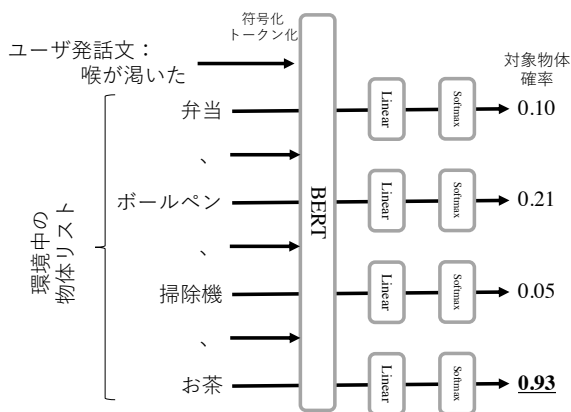 符号化
トークン化
ユーザ発話文：
喉が渇いた
対象物体
確率
環境中の
物体リスト
BERT
弁当
Linear
Softmax
0.10
、
ボールペン
Linear
Softmax
0.21
、
掃除機
Linear
Softmax
0.05
、
お茶
Linear
Softmax
0.93